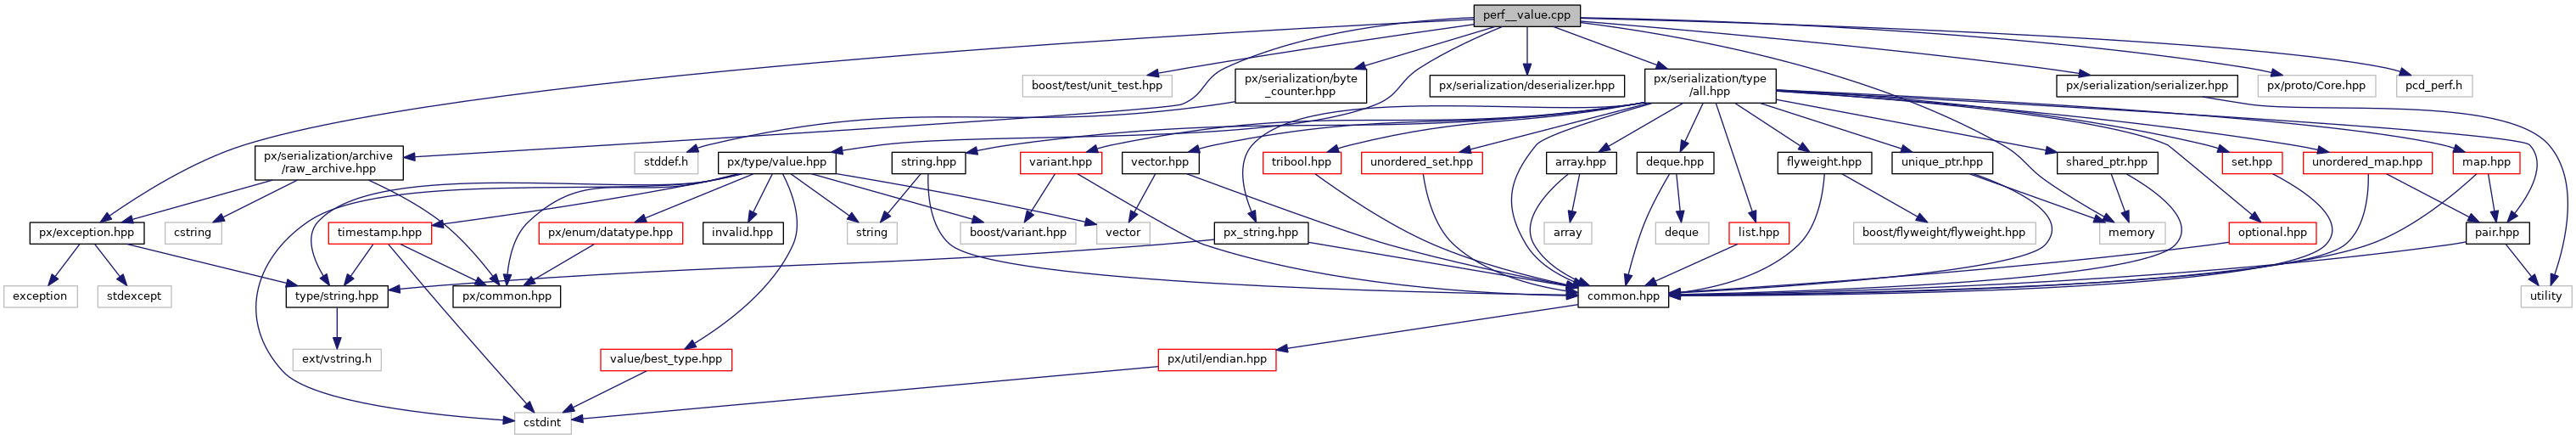 perf__value.cpp
boost/test/unit_test.hpp
px/serialization/byte
_counter.hpp
px/serialization/deserializer.hpp
px/serialization/type
/all.hpp
px/serialization/serializer.hpp
px/proto/Core.hpp
pcd_perf.h
px/serialization/archive
/raw_archive.hpp
stddef.h
px/type/value.hpp
string.hpp
variant.hpp
vector.hpp
tribool.hpp
unordered_set.hpp
array.hpp
deque.hpp
flyweight.hpp
unique_ptr.hpp
shared_ptr.hpp
set.hpp
unordered_map.hpp
map.hpp
px/exception.hpp
cstring
timestamp.hpp
px/enum/datatype.hpp
invalid.hpp
string
boost/variant.hpp
vector
px_string.hpp
array
deque
list.hpp
boost/flyweight/flyweight.hpp
memory
optional.hpp
pair.hpp
exception
stdexcept
type/string.hpp
px/common.hpp
common.hpp
utility
ext/vstring.h
value/best_type.hpp
px/util/endian.hpp
cstdint